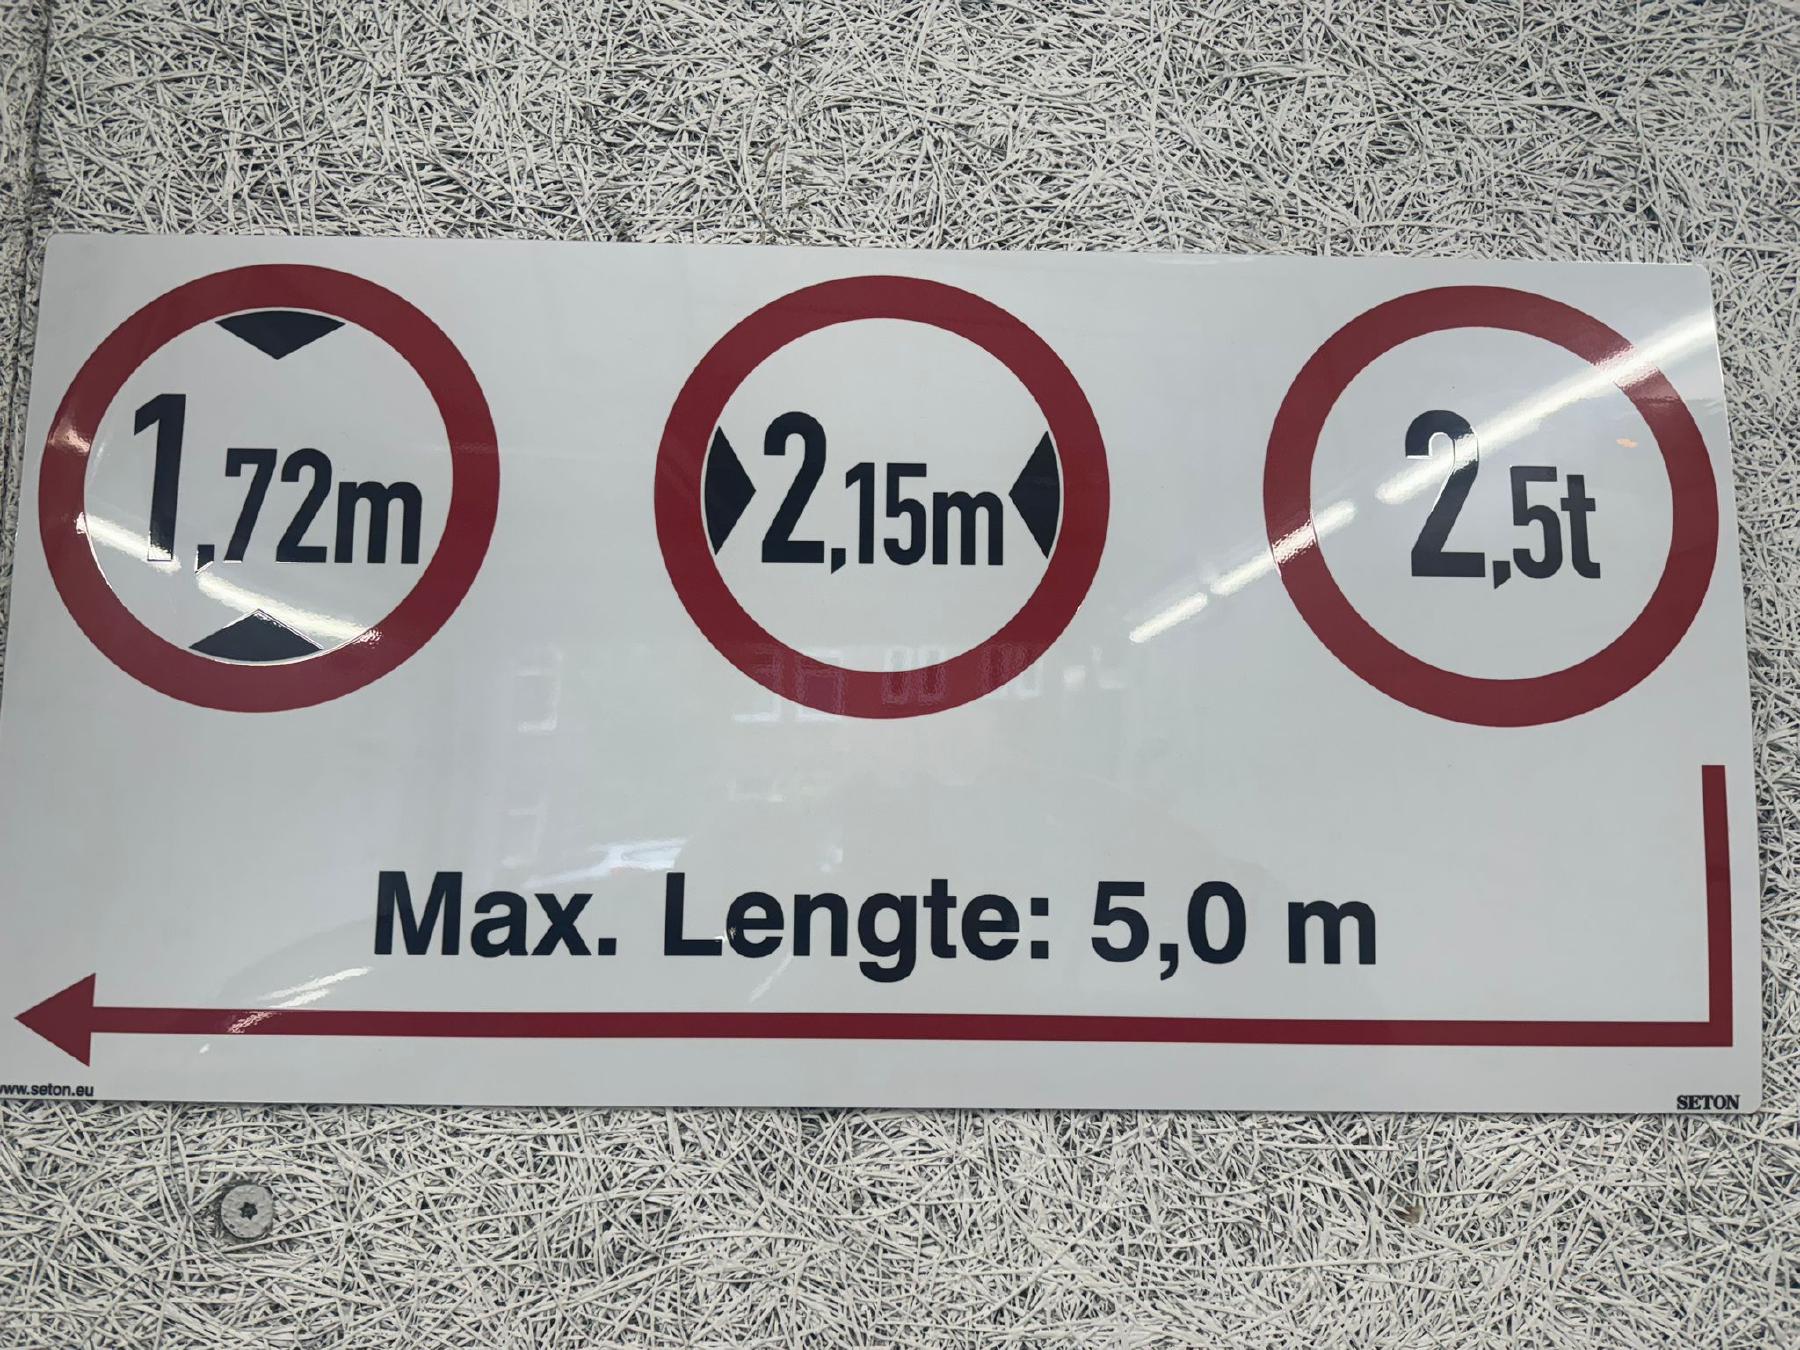 1,72m
2,15m
2,5t
Max. Lengte: 5,0 m
www.seton.eu
SETON